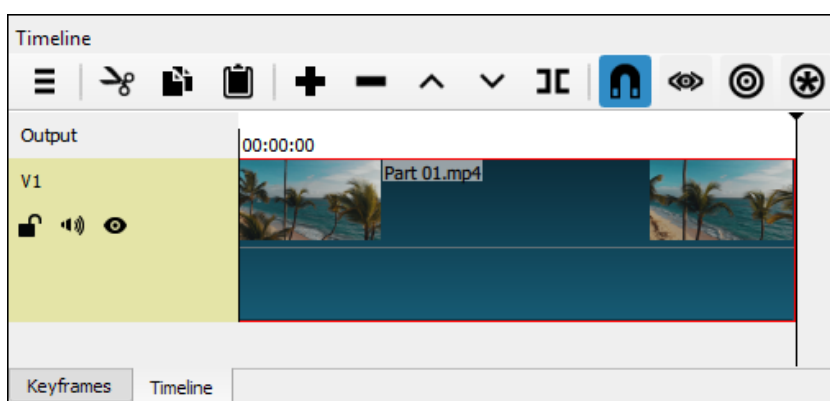 Timeline
Output
00:00:00
V1
Part 01.mp4
Keyframes
Timeline